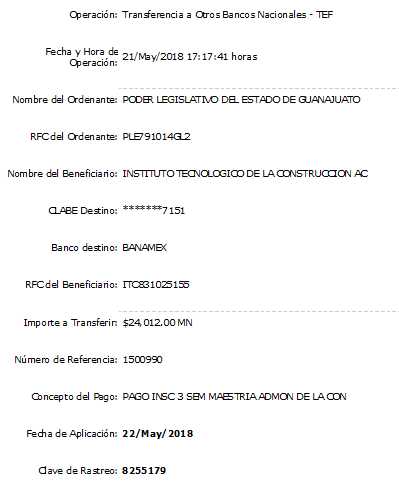 Operación: Transferencia a Otros Bancos Nacionales - TEF
Fecha y Hora de
Operación: 21/May/2018 17:17:41 horas
Nombre del Ordenante: PODER LEGISLATIVO DEL ESTADO DE GUANAJUATO
RFC del Ordenante: PLE791014GL2
Nombre del Beneficiario: INSTITUTO TECNOLOGICO DE LA CONSTRUCCION AC
CLABE Destino: *******7151
Banco destino: BANAMEX
RFC del Beneficiario: ITC831025155
Importe a Transferir: $24,012.00 MN
Número de Referencia: 1500990
Concepto del Pago: PAGO INSC 3 SEM MAESTRIA ADMON DE LA CON
Fecha de Aplicación: 22/May/2018
Clave de Rastreo: 8255179